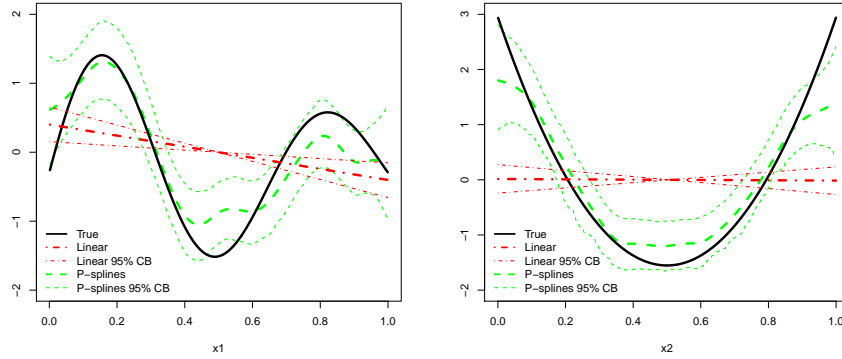 2
1
0
−1
−2
0.0 0.2 0.4 0.6 0.8 1.0
x1
True
Linear
Linear 95% CB
P−splines
P−splines 95% CB
3
2
1
0
−1
−2
0.0 0.2 0.4 0.6 0.8 1.0
x2
True
Linear
Linear 95% CB
P−splines
P−splines 95% CB